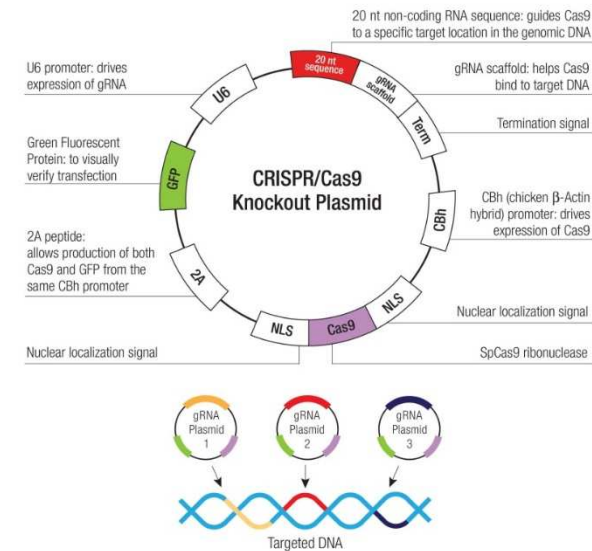 20 nt non-coding RNA sequence: guides Cas9
to a specific target location in the genomic DNA
U6 promoter: drives
expression of gRNA
gRNA scaffold: helps Cas9
bind to target DNA
Termination signal
Green Fluorescent
Protein: to visually
verify transfection
20 nt
sequence
gRNA
scaffold
Term
U6
GFP
CRISPR/Cas9
Knockout Plasmid
CBh
CBh (chicken β-Actin
hybrid) promoter: drives
expression of Cas9
2A peptide:
allows production of both
Cas9 and GFP from the
same CBh promoter
2A
NLS
Cas9
NLS
Nuclear localization signal
Nuclear localization signal
SpCas9 ribonuclease
gRNA
Plasmid
1
gRNA
Plasmid
2
gRNA
Plasmid
3
Targeted DNA